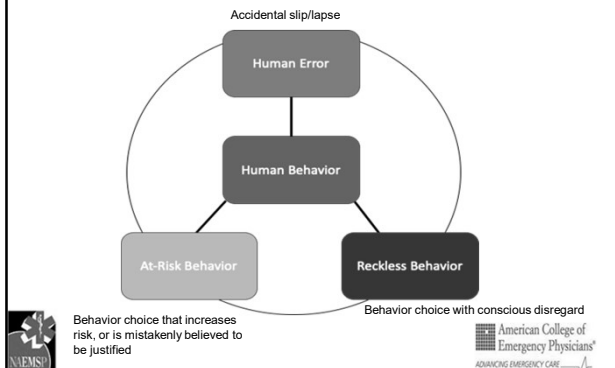 Accidental slip/lapse
Human Error
Human Behavior
At-Risk Behavior
Reckless Behavior
Behavior choice that increases
risk, or is mistakenly believed to
be justified
Behavior choice with conscious disregard
NAEMSP
American College of
Emergency Physicians®
ADVANCING EMERGENCY CARE